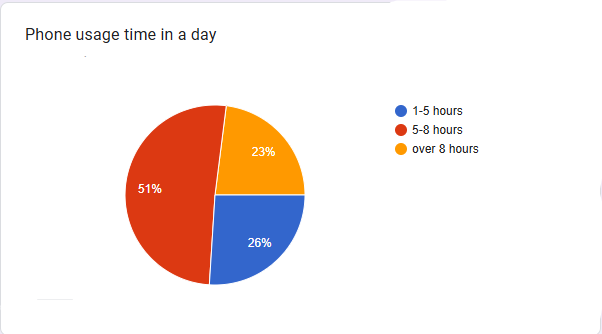 Phone usage time in a day
1-5 hours
5-8 hours
over 8 hours
23%
51%
26%